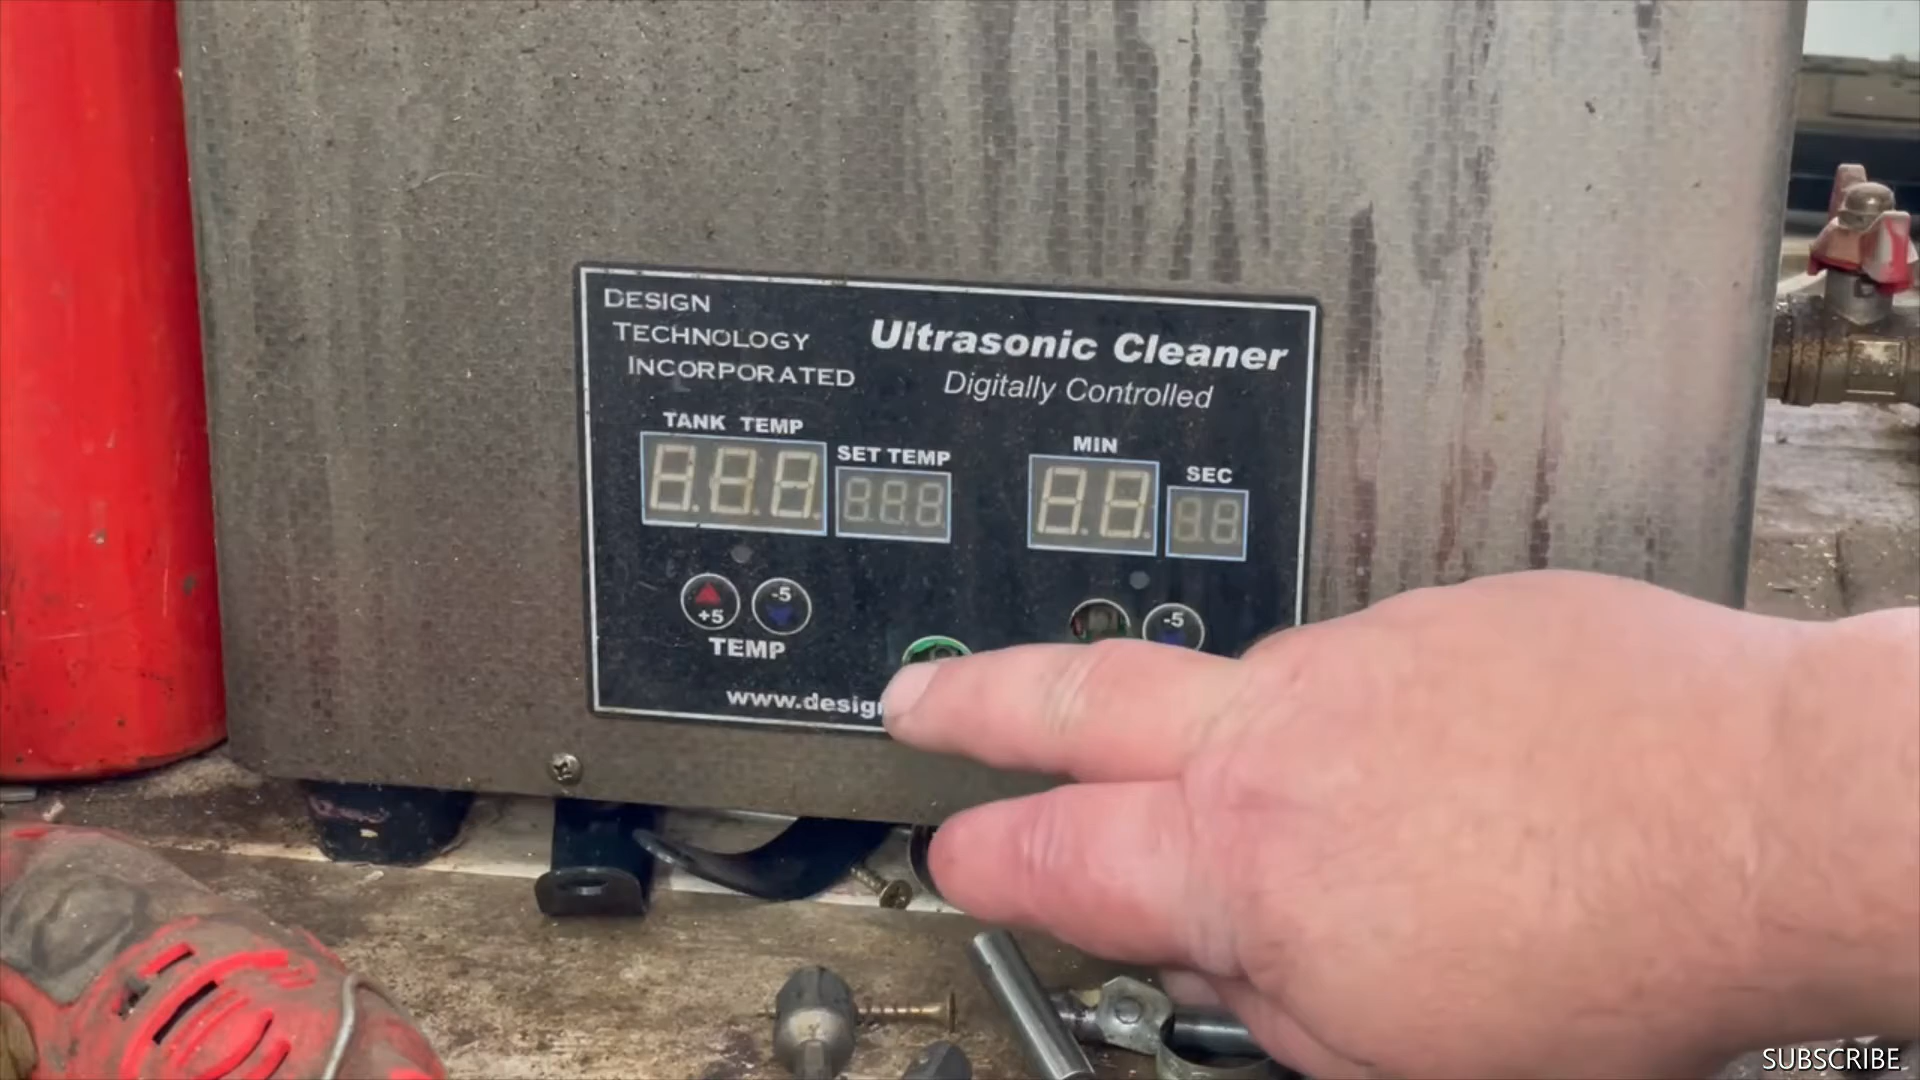 DESIGN
TECHNOLOGY
INCORPORATED
Ultrasonic Cleaner
Digitally Controlled
TANK TEMP
SET TEMP
MIN
SEC
+5
-5
-5
TEMP
www.desig
SUBSCRIBE